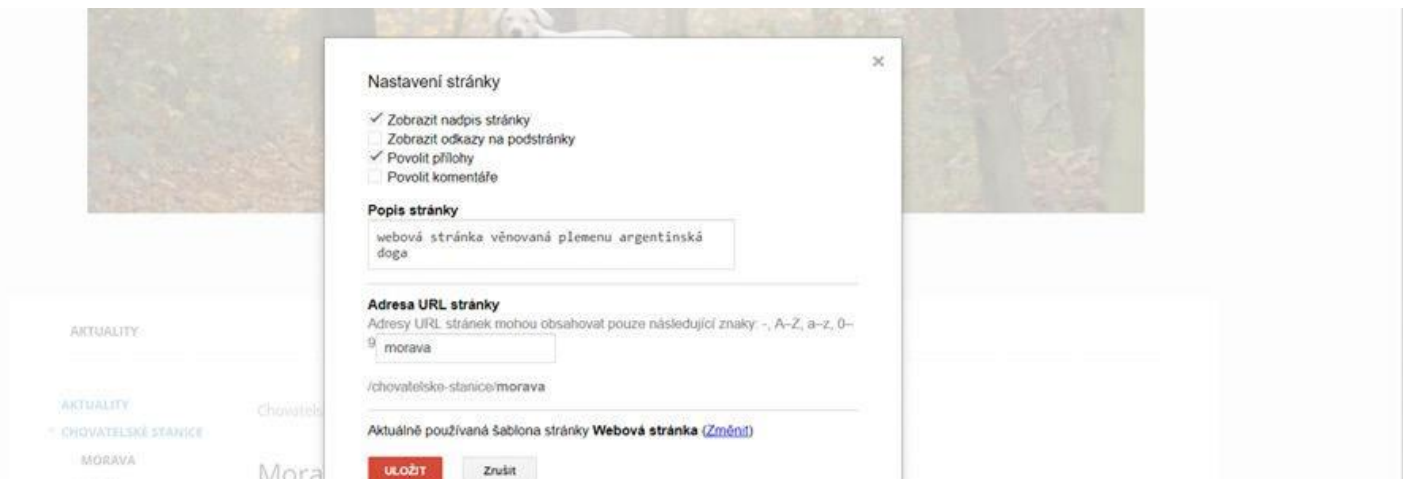 ×
Nastavení stránky
Zobrazit nadpis stránky
Zobrazit odkazy na podstránky
Povolit přílohy
Povolit komentáře
Popis stránky
webová stránka věnovaná plemenu argentinská
doga
Adresa URL stránky
Adresy URL stránek mohou obsahovat pouze následující znaky: -, A–Z, a–z, 0–
9 morava
/chovatelske-stanice/morava
Aktuálně používaná šablona stránky Webová stránka (Změnit)
ULOŽIT Zrušit
AKTUALITY
AKTUALITY
Chovatels
CHOVATELSKÉ STANICE
MORAVA
Mora